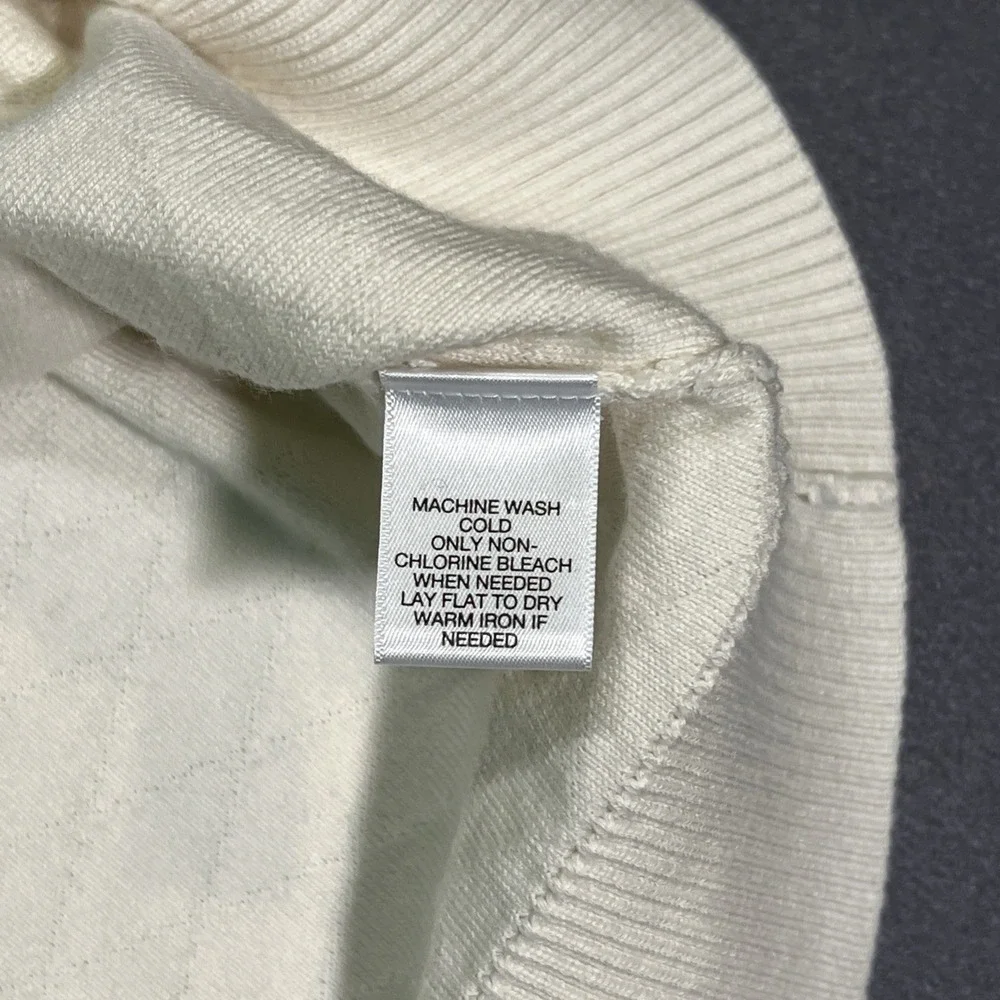 MACHINE WASH
COLD
ONLY NON-
CHLORINE BLEACH
WHEN NEEDED
LAY FLAT TO DRY
WARM IRON IF
NEEDED